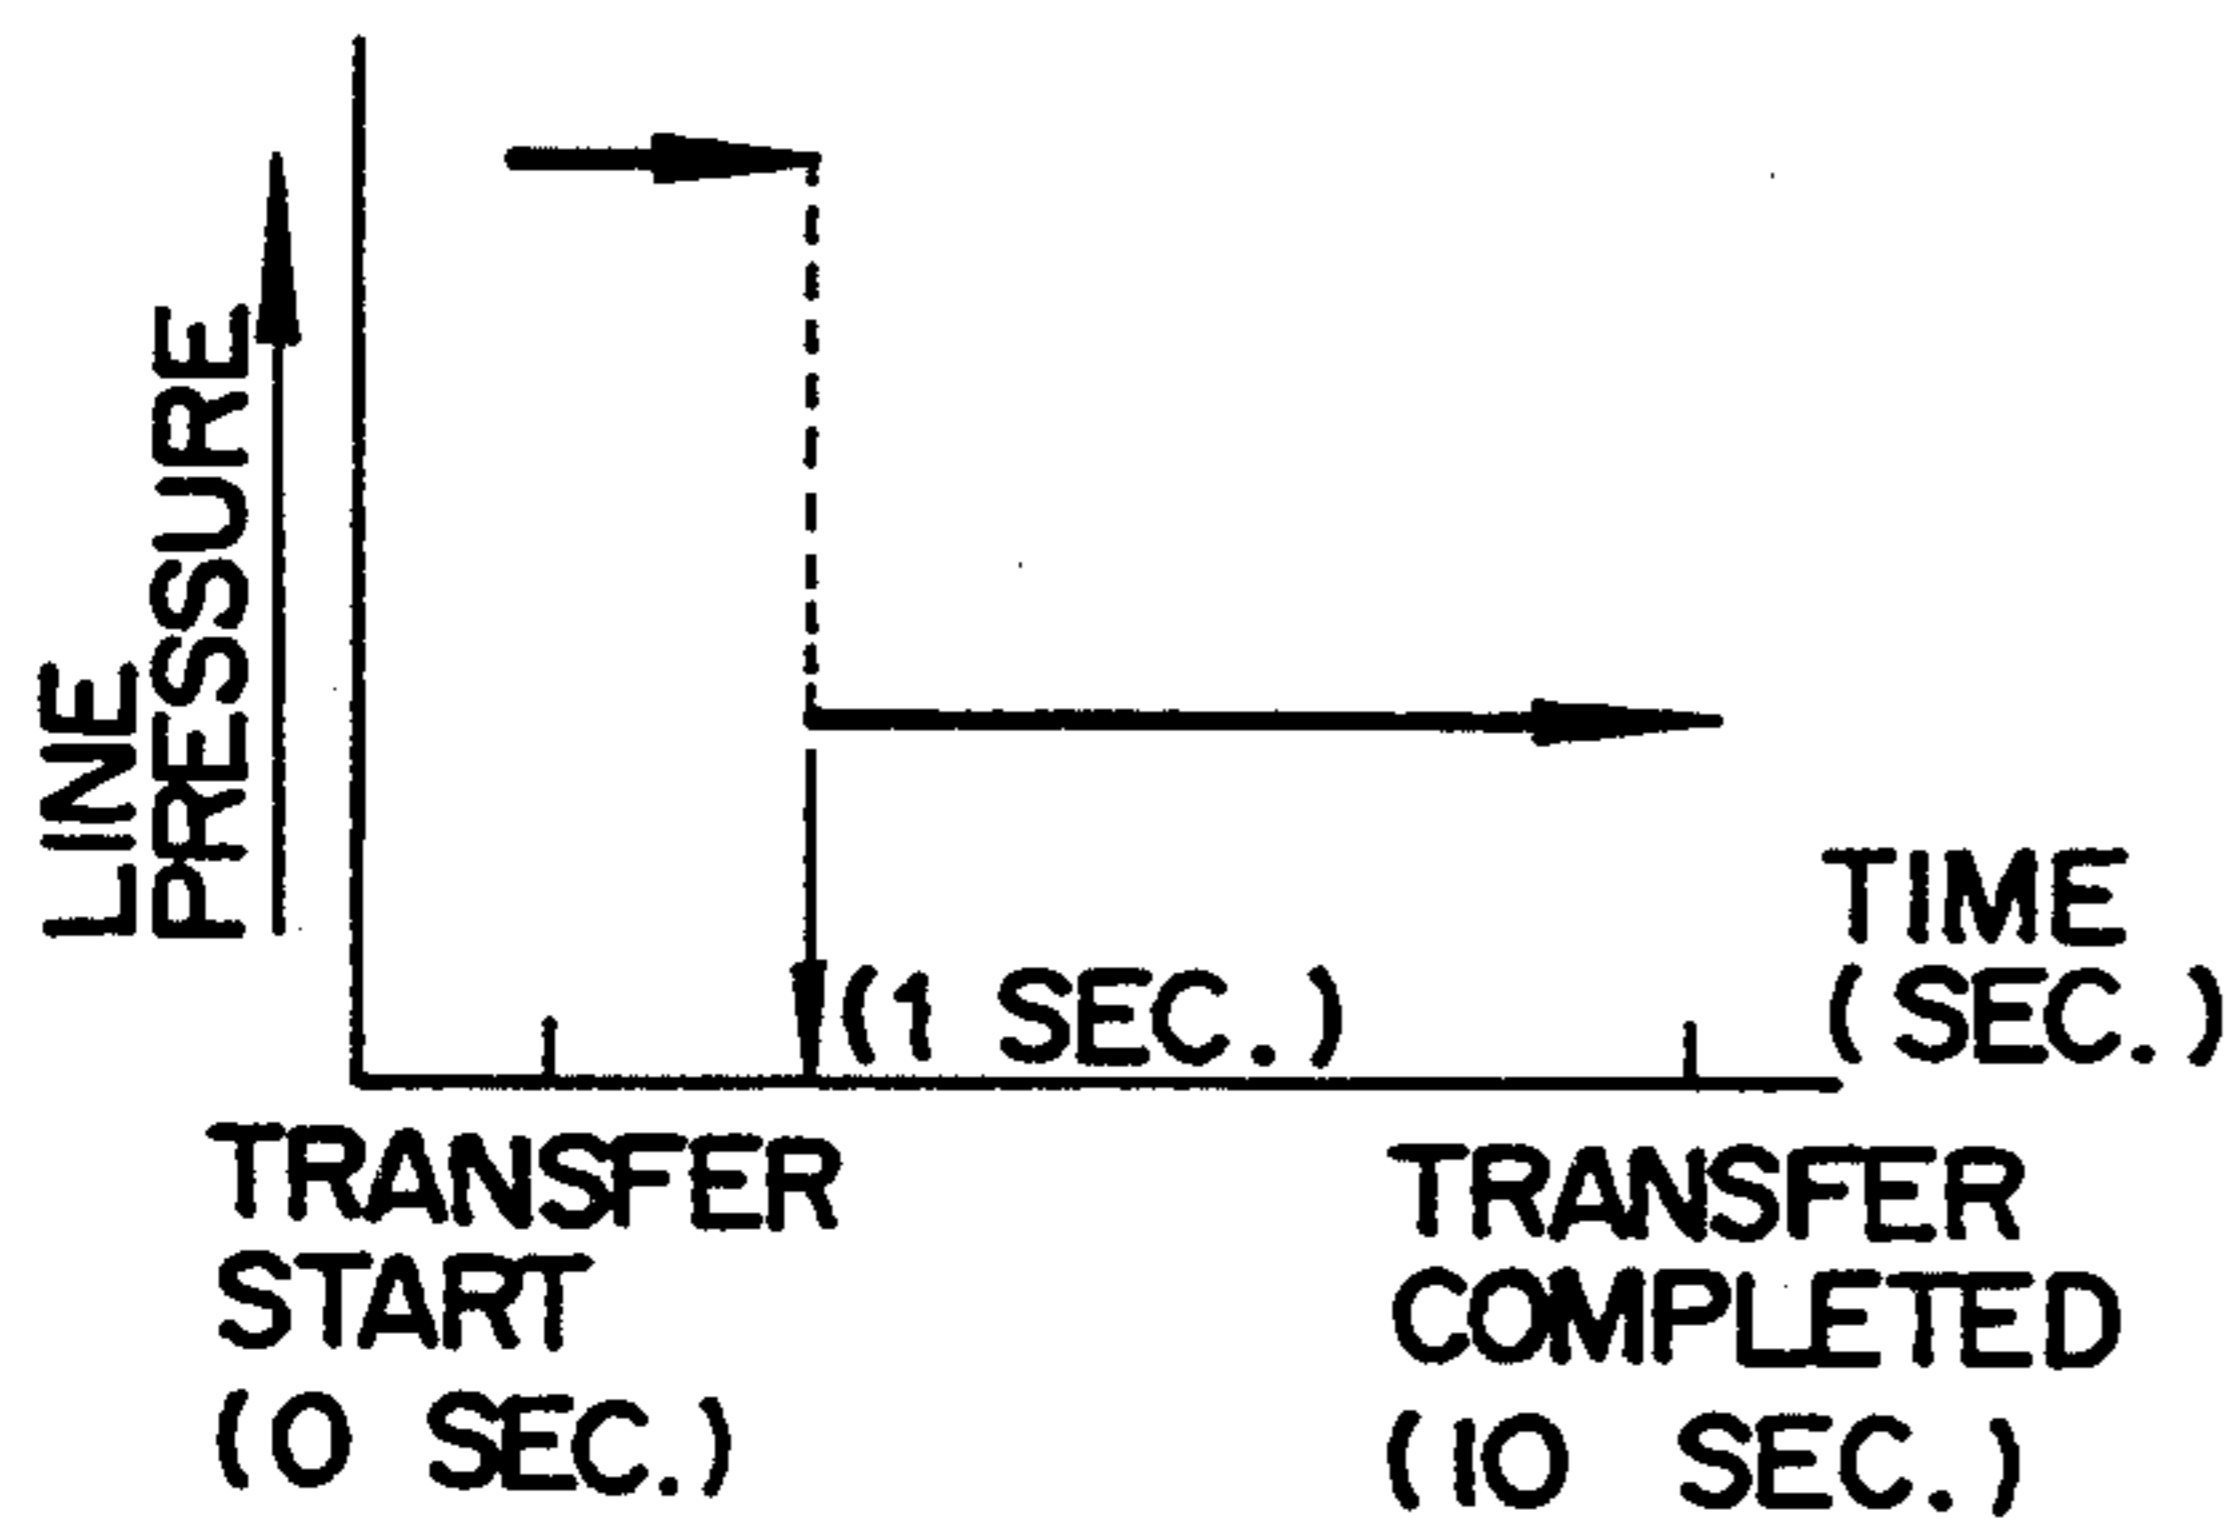 LINE
PRESSURE
(1 SEC.)
TIME
(SEC.)
TRANSFER
START
(0 SEC.)
TRANSFER
COMPLETED
(10 SEC.)